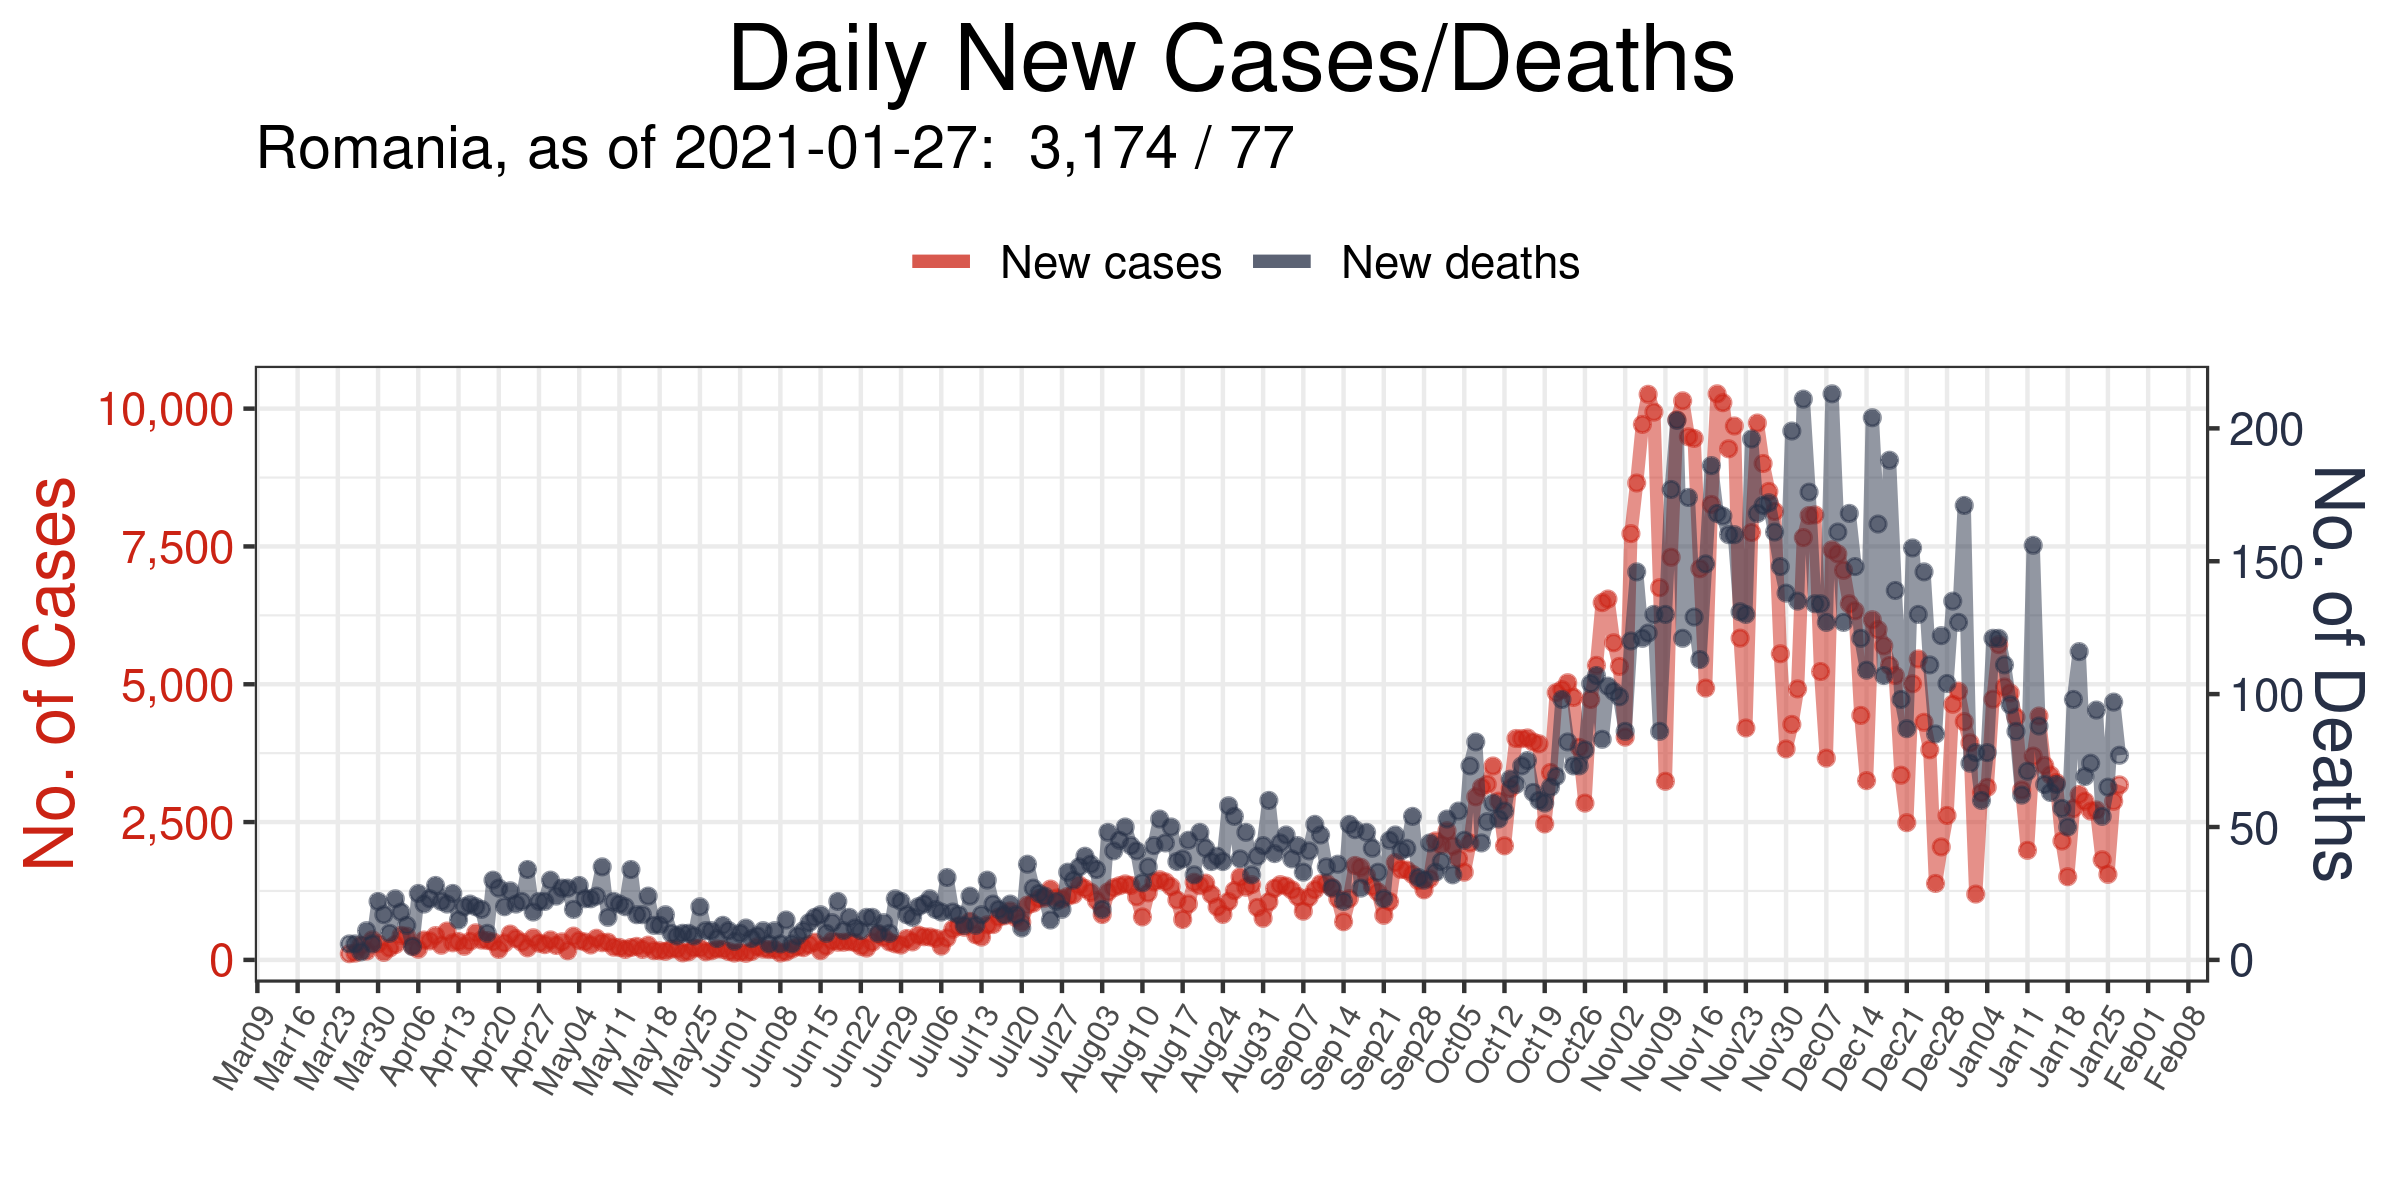 Daily New Cases/Deaths
Romania, as of 2021-01-27:  3,174 / 77
New cases
New deaths
No. of Cases
10,000
7,500
5,000
2,500
0
200
150
100
50
0
No. of Deaths
Mar09
Mar16
Mar23
Mar30
Apr06
Apr13
Apr20
Apr27
May04
May11
May18
May25
Jun01
Jun08
Jun15
Jun22
Jun29
Jul06
Jul13
Jul20
Jul27
Aug03
Aug10
Aug17
Aug24
Aug31
Sep07
Sep14
Sep21
Sep28
Oct05
Oct12
Oct19
Oct26
Nov02
Nov09
Nov16
Nov23
Nov30
Dec07
Dec14
Dec21
Dec28
Jan04
Jan11
Jan18
Jan25
Feb01
Feb08